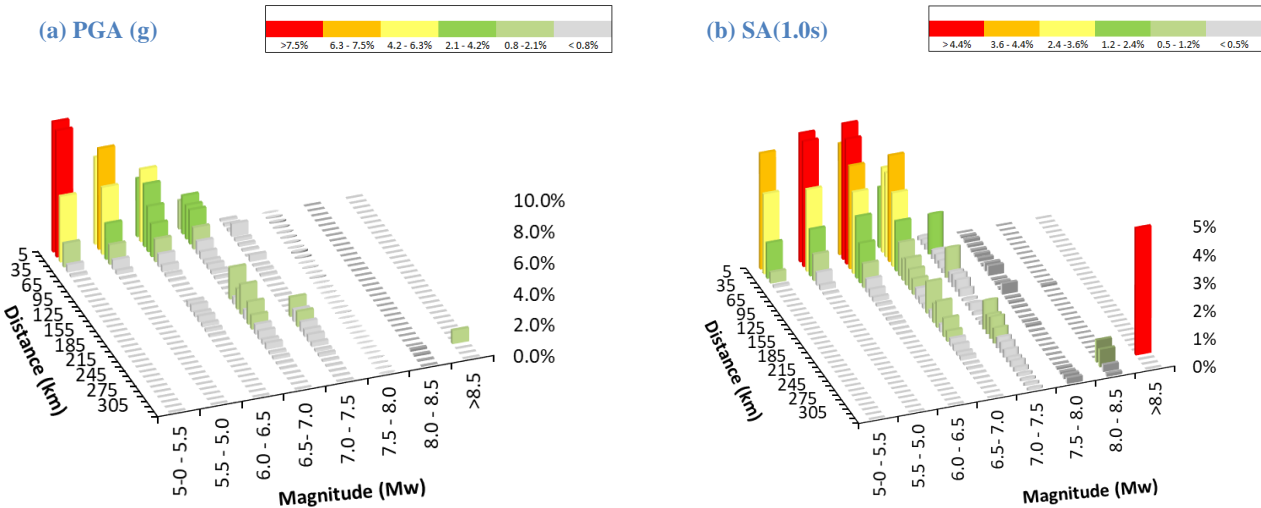 (a) PGA (g)
>7.5% 6.3 - 7.5% 4.2 - 6.3% 2.1 - 4.2% 0.8 -2.1% < 0.8%
10.0%
8.0%
6.0%
4.0%
2.0%
0.0%
5
35
65
95
125
155
185
215
245
275
305
Distance (km)
5-0 - 5.5
5.5 - 5.0
6.0 - 6.5
6.5- 7.0
7.0 - 7.5
7.5 - 8.0
8.0 - 8.5
>8.5
Magnitude (Mw)
(b) SA(1.0s)
> 4.4% 3.6 - 4.4% 2.4 -3.6% 1.2 - 2.4% 0.5 - 1.2% < 0.5%
5%
4%
3%
2%
1%
0%
5
35
65
95
125
155
185
215
245
275
305
Distance (km)
5-0 - 5.5
5.5 - 5.0
6.0 - 6.5
6.5- 7.0
7.0 - 7.5
7.5 - 8.0
8.0 - 8.5
>8.5
Magnitude (Mw)